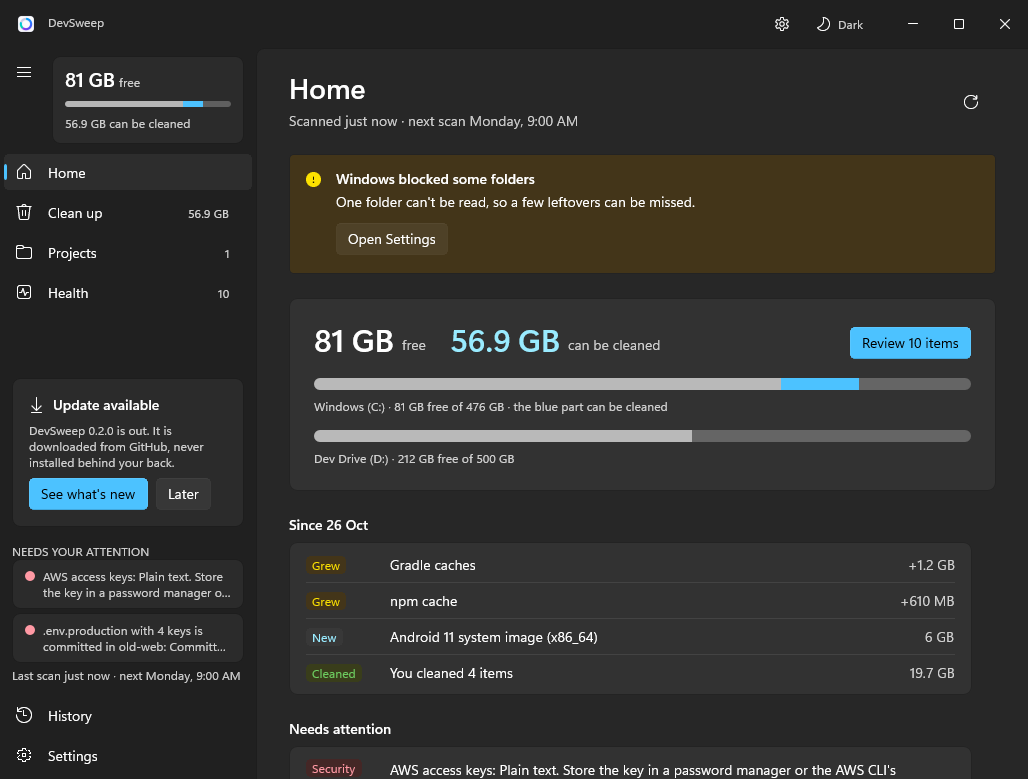 DevSweep
Dark
81 GB free
56.9 GB can be cleaned
Home
Clean up 56.9 GB
Projects 1
Health 10
Update available
DevSweep 0.2.0 is out. It is
downloaded from GitHub, never
installed behind your back.
See what's new
Later
NEEDS YOUR ATTENTION
AWS access keys: Plain text. Store
the key in a password manager o...
.env.production with 4 keys is
committed in old-web: Committ...
Last scan just now · next Monday, 9:00 AM
History
Settings
Home
Scanned just now · next scan Monday, 9:00 AM
Windows blocked some folders
One folder can't be read, so a few leftovers can be missed.
Open Settings
81 GB free 56.9 GB can be cleaned
Review 10 items
Windows (C:) · 81 GB free of 476 GB · the blue part can be cleaned
Dev Drive (D:) · 212 GB free of 500 GB
Since 26 Oct
Grew Gradle caches +1.2 GB
Grew npm cache +610 MB
New Android 11 system image (x86_64) 6 GB
Cleaned You cleaned 4 items 19.7 GB
Needs attention
Security AWS access keys: Plain text. Store the key in a password manager or the AWS CLI's